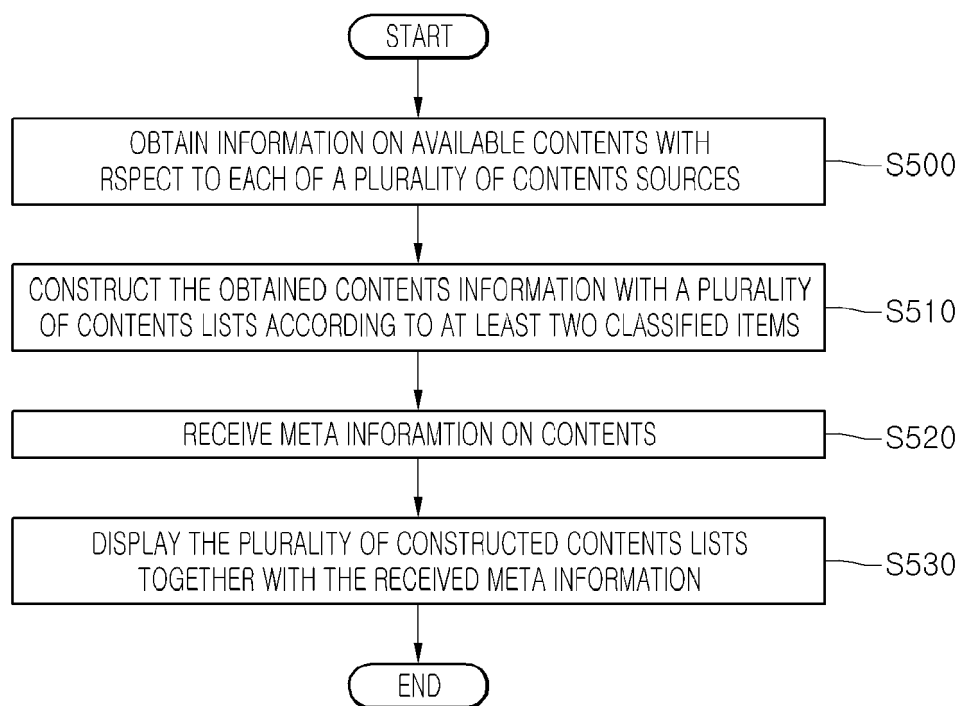 START
OBTAIN INFORMATION ON AVAILABLE CONTENTS WITH
RSPECT TO EACH OF A PLURALITY OF CONTENTS SOURCES
S500
CONSTRUCT THE OBTAINED CONTENTS INFORMATION WITH A PLURALITY
OF CONTENTS LISTS ACCORDING TO AT LEAST TWO CLASSIFIED ITEMS
S510
RECEIVE META INFORAMTION ON CONTENTS
S520
DISPLAY THE PLURALITY OF CONSTRUCTED CONTENTS LISTS
TOGETHER WITH THE RECEIVED META INFORMATION
S530
END